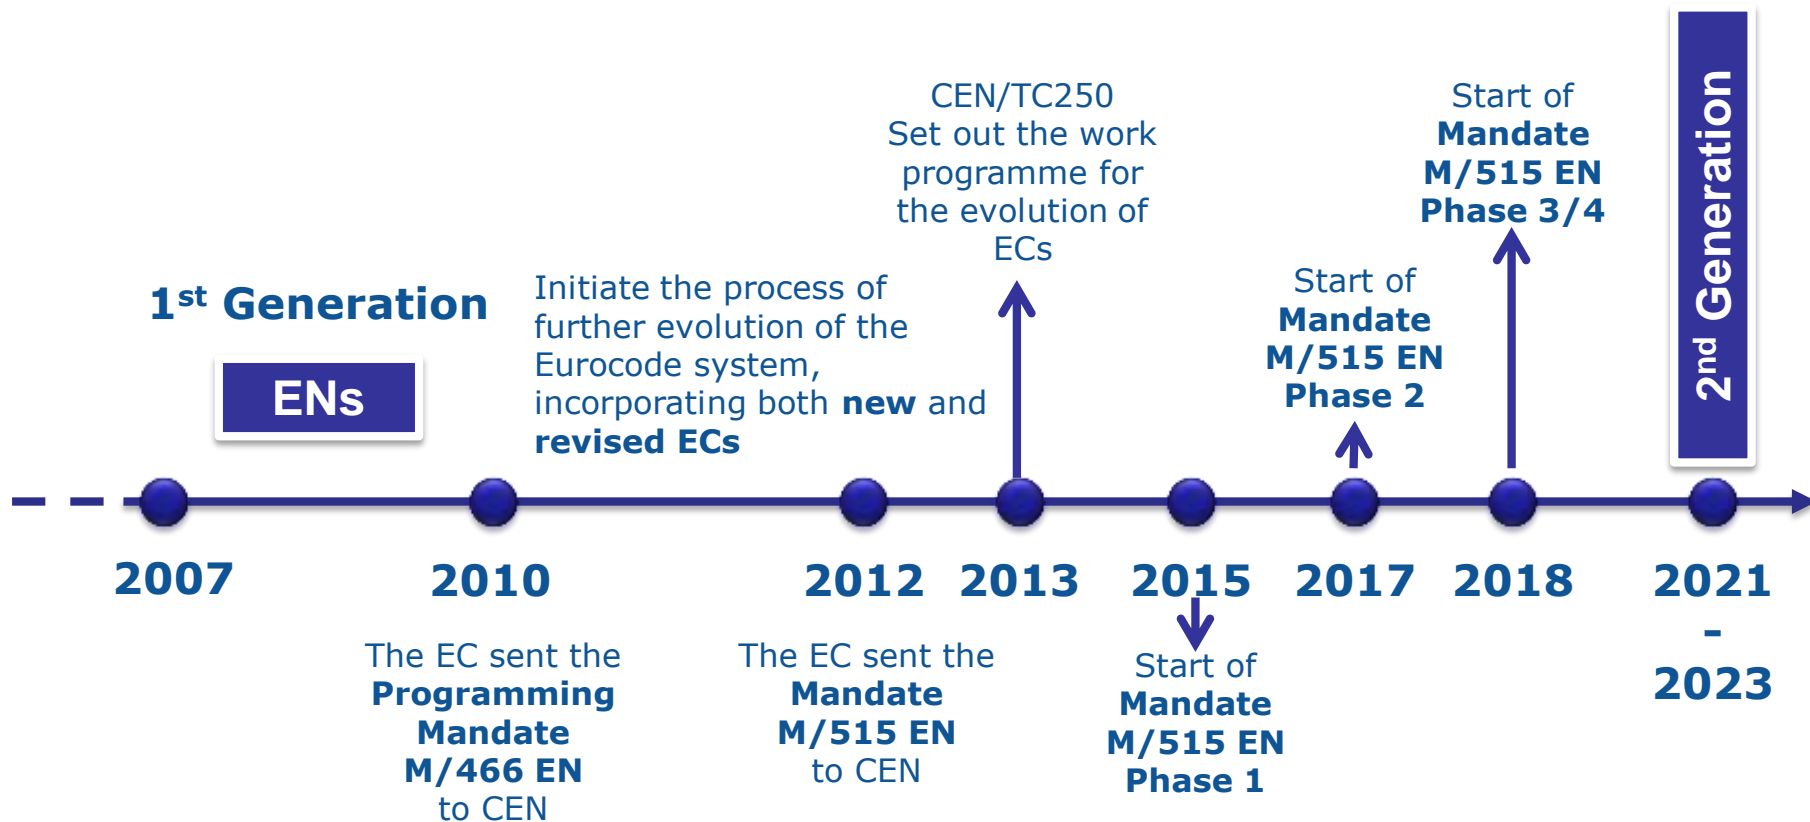 1st Generation
ENs
Initiate the process of
further evolution of the
Eurocode system,
incorporating both new and
revised ECs
CEN/TC250
Set out the work
programme for
the evolution of
ECs
Start of
Mandate
M/515 EN
Phase 2
Start of
Mandate
M/515 EN
Phase 3/4
2nd Generation
2007
2010
2012
2013
2015
2017
2018
2021
-
2023
The EC sent the
Programming
Mandate
M/466 EN
to CEN
The EC sent the
Mandate
M/515 EN
to CEN
Start of
Mandate
M/515 EN
Phase 1